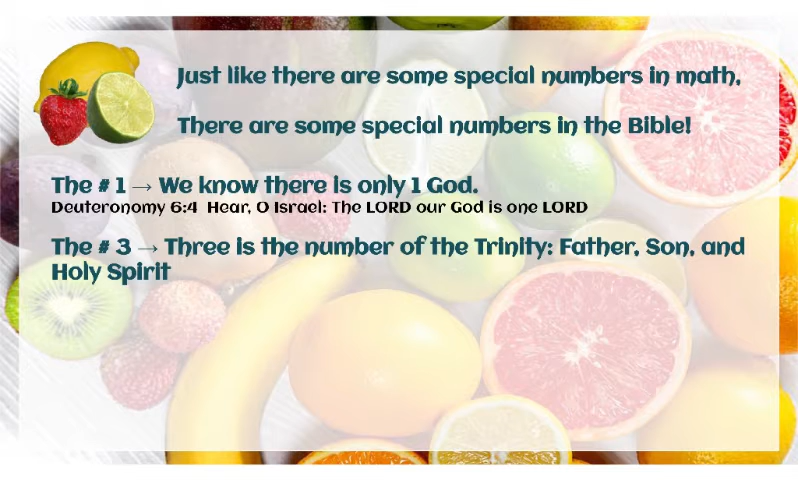 Just like there are some special numbers in math,
There are some special numbers in the Bible!
The # 1 → We know there is only 1 God.
Deuteronomy 6:4 Hear, O Israel: The LORD our God is one LORD
The # 3 → Three is the number of the Trinity: Father, Son, and
Holy Spirit